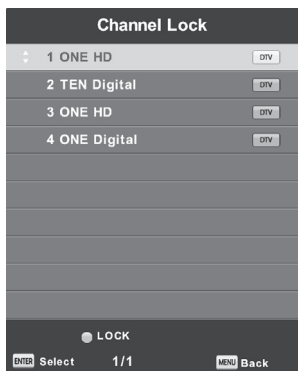 Channel Lock
1 ONE HD DTV
2 TEN Digital DTV
3 ONE HD DTV
4 ONE Digital DTV
LOCK
ENTER Select 1/1 MENU Back